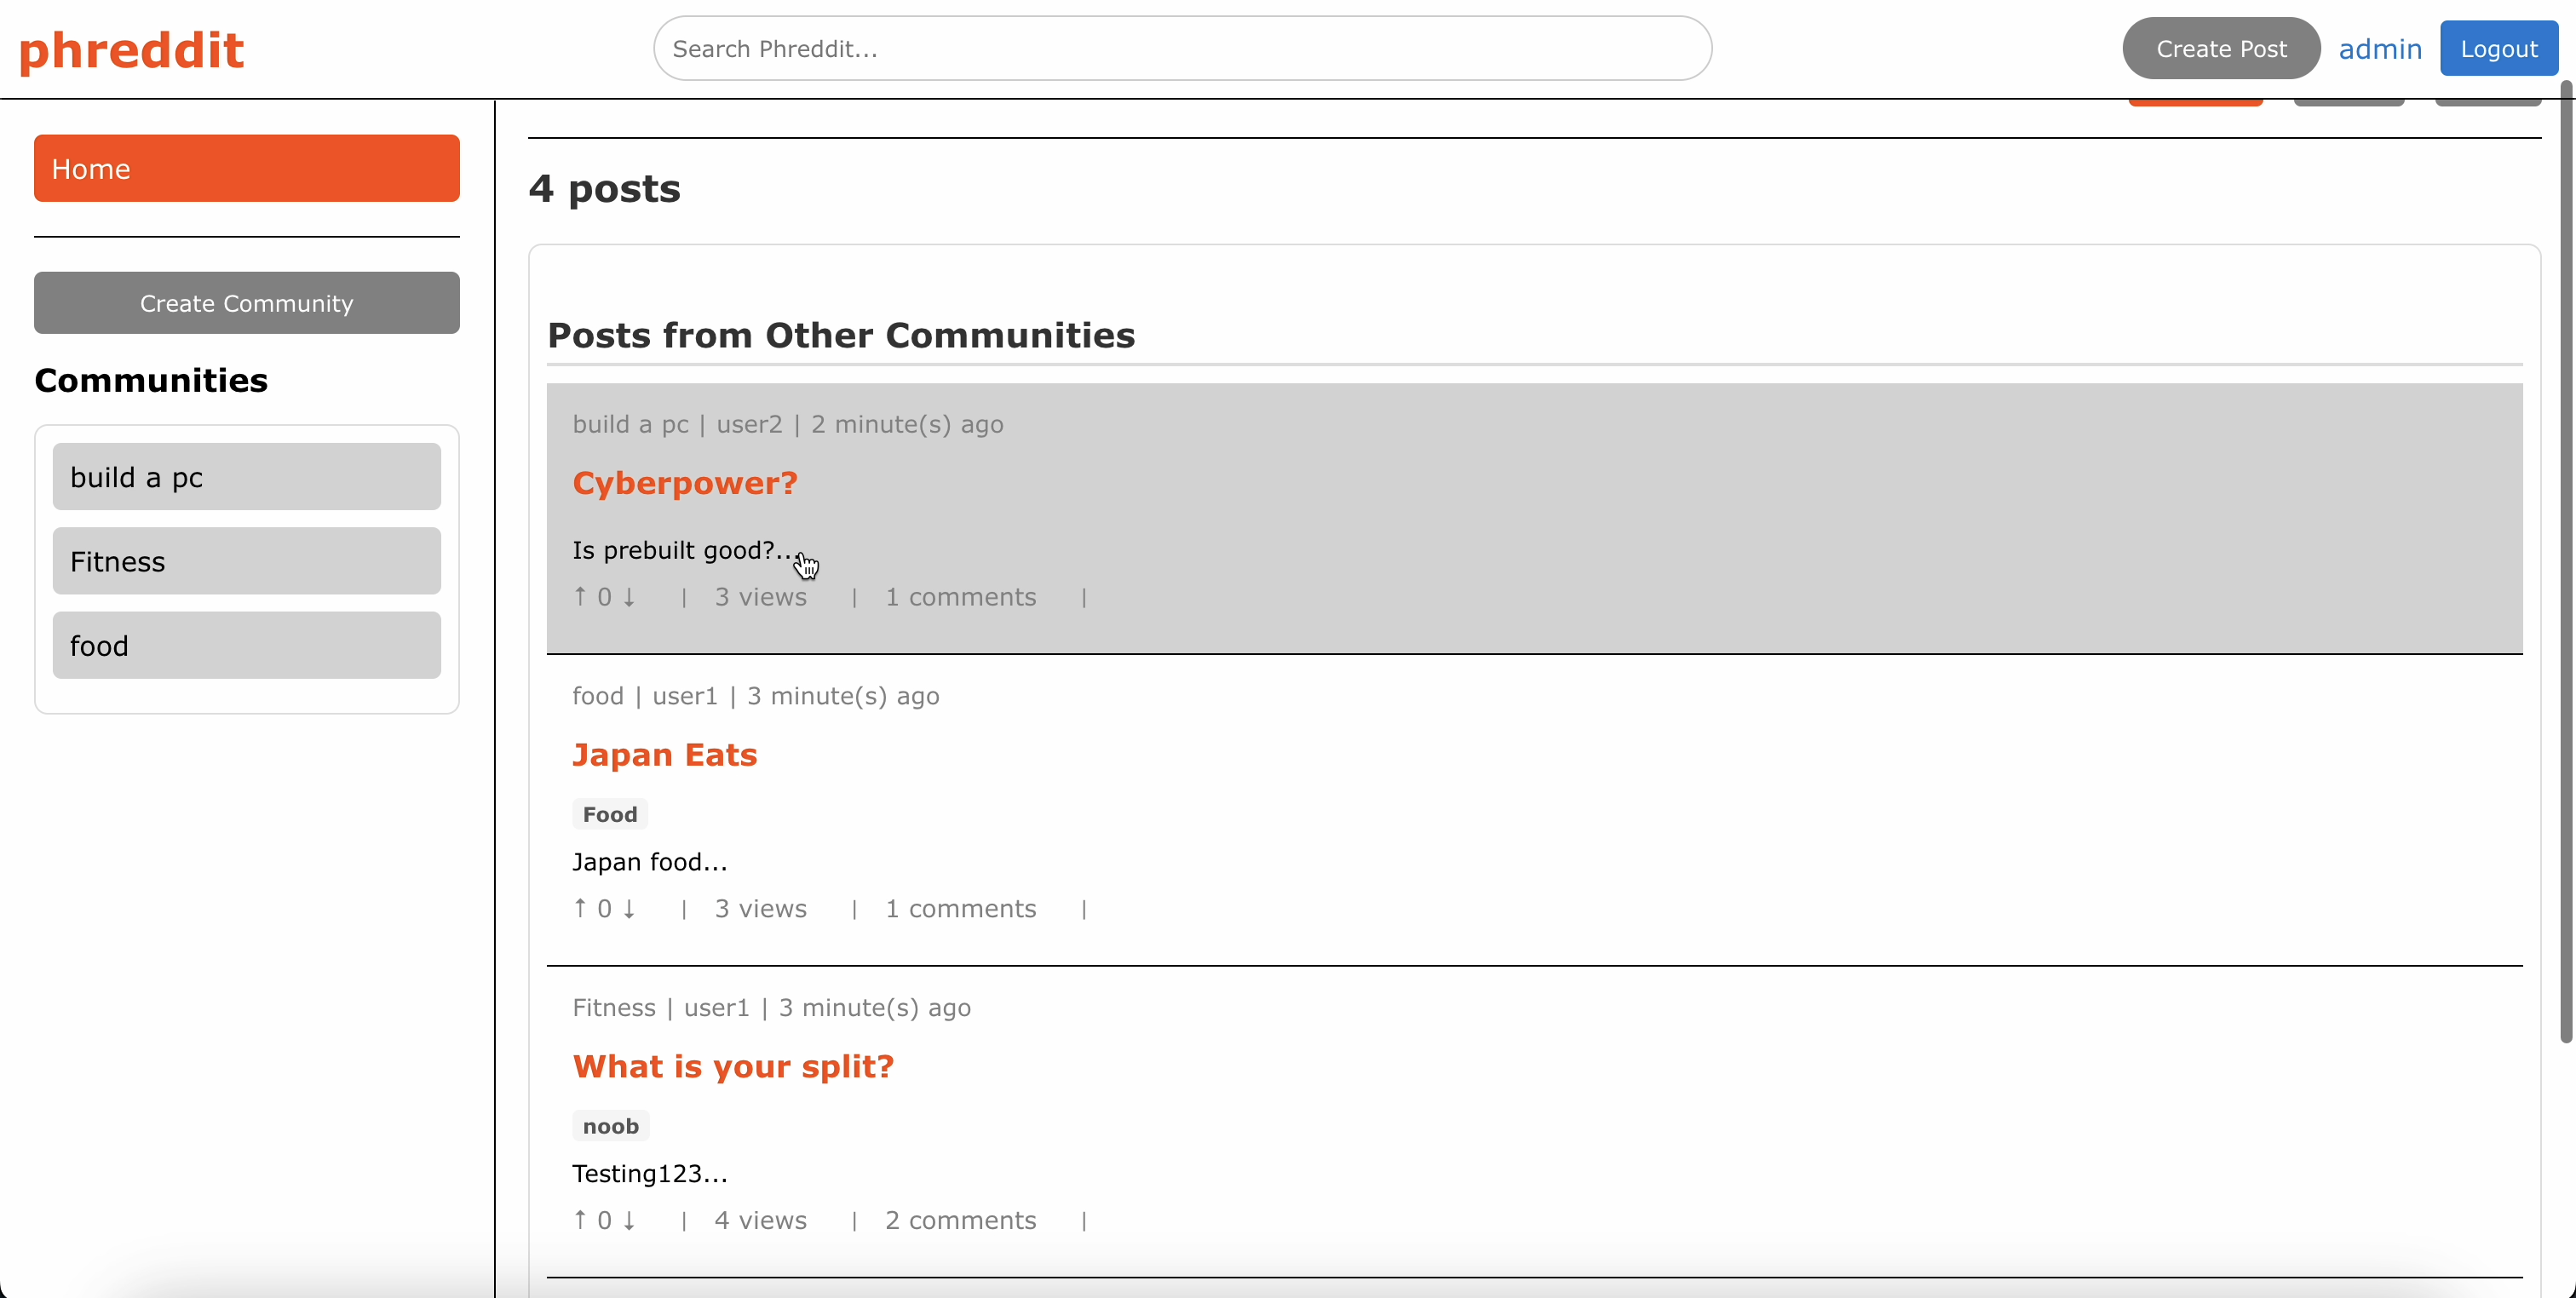 phreddit
Search Phreddit...
Create Post
admin
Logout
Home
Create Community
Communities
build a pc
Fitness
food
4 posts
Posts from Other Communities
build a pc | user2 | 2 minute(s) ago
Cyberpower?
Is prebuilt good?...
↑ 0 ↓ | 3 views | 1 comments |
food | user1 | 3 minute(s) ago
Japan Eats
Food
Japan food...
↑ 0 ↓ | 3 views | 1 comments |
Fitness | user1 | 3 minute(s) ago
What is your split?
noob
Testing123...
↑ 0 ↓ | 4 views | 2 comments |